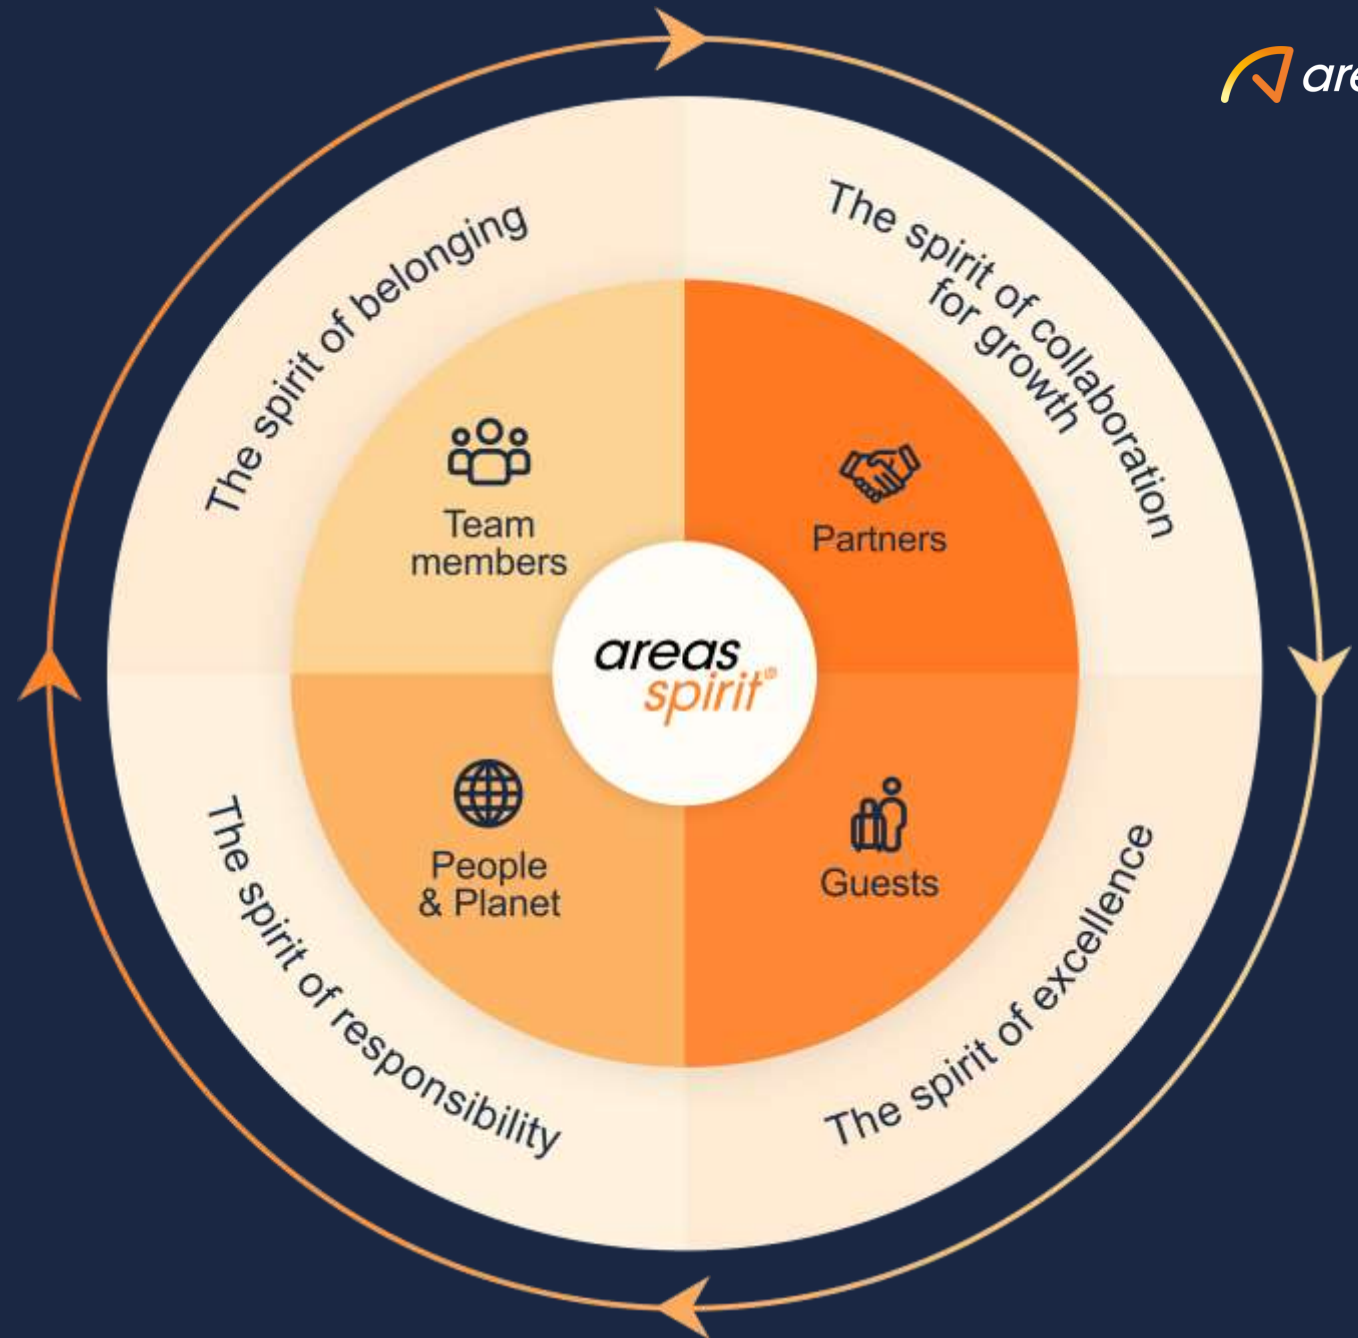 The spirit of belonging
The spirit of collaboration
for growth
Team
members
Partners
areas
spirit®
People
& Planet
Guests
The spirit of responsibility
The spirit of excellence